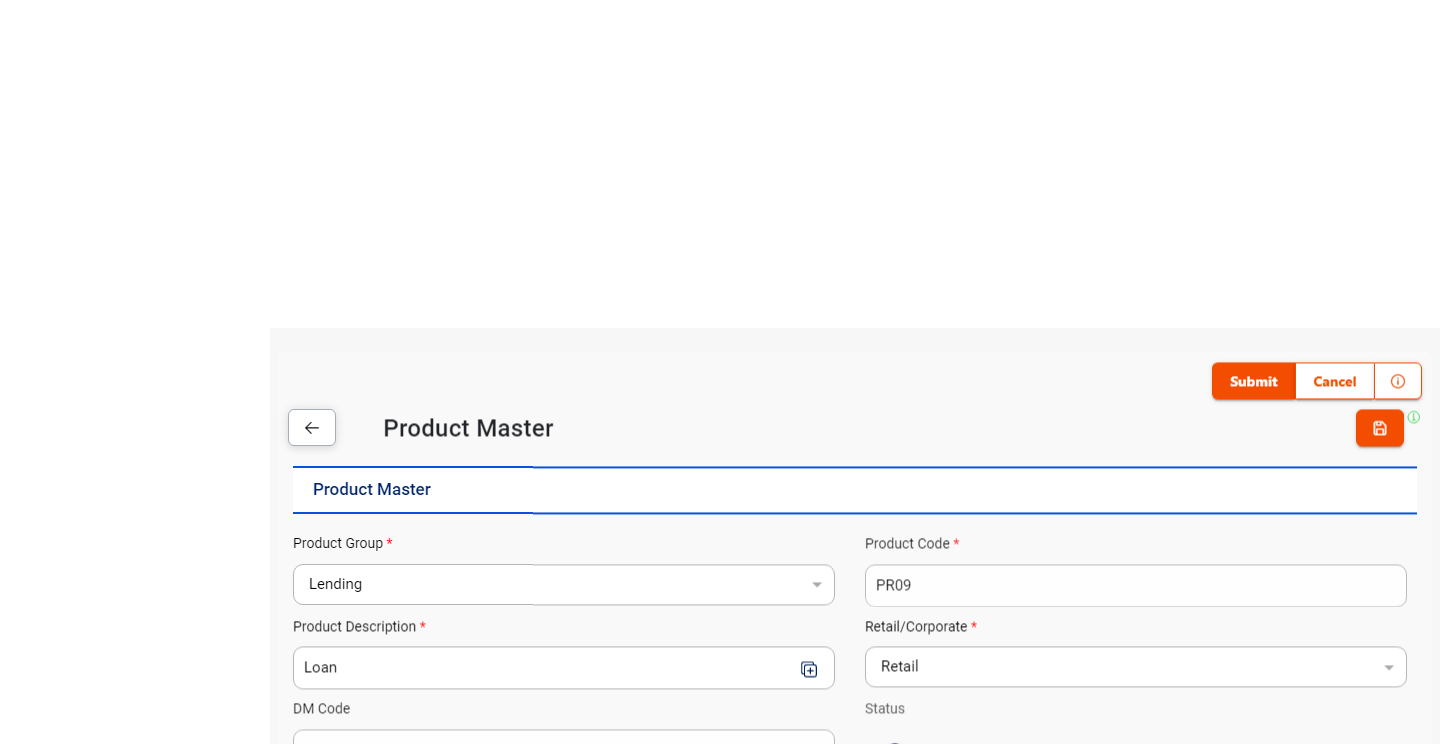 Submit Cancel
Product Master
Product Master
Product Group * Product Code *
Lending PR09
Product Description * Retail/Corporate *
Loan Retail
DM Code Status